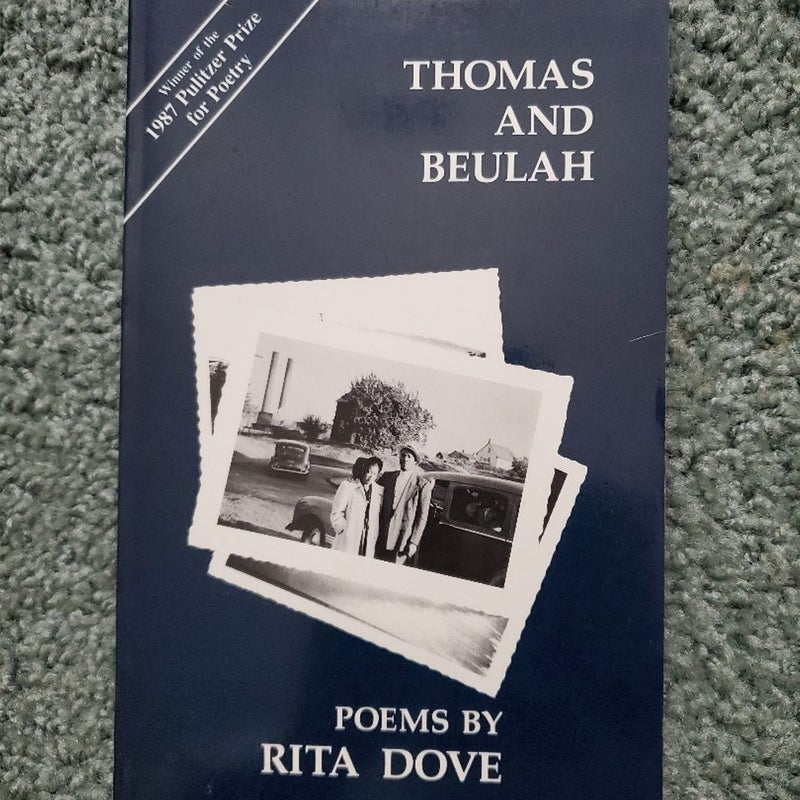 Winner of the
1987 Pulitzer Prize
for Poetry
THOMAS
AND
BEULAH
POEMS BY
RITA DOVE